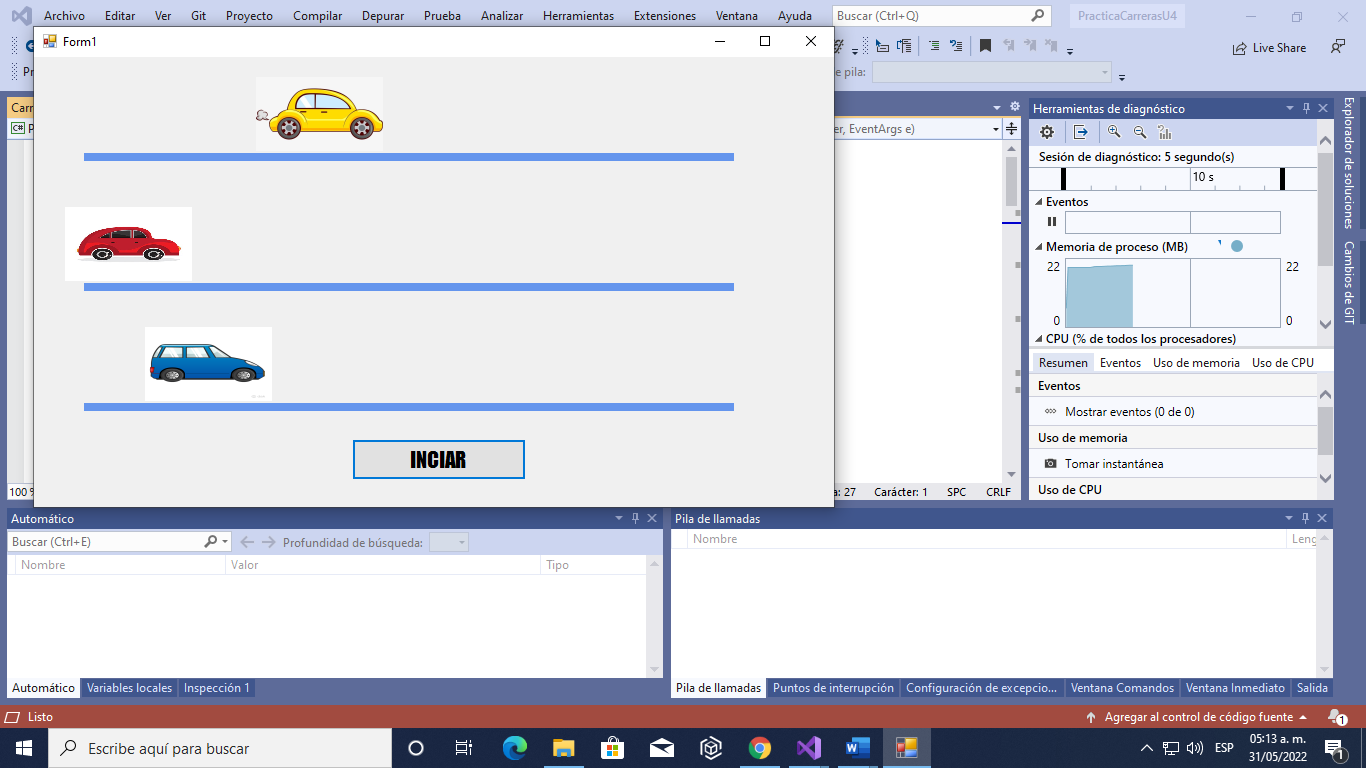 Archivo Editar Ver Git Proyecto Compilar Depurar Prueba Analizar Herramientas Extensiones Ventana Ayuda Buscar (Ctrl+Q) PracticaCarrerasU4
Form1
Live Share
e pila:
Carr
er, EventArgs e)
INCIAR
100 %
27 Carácter: 1 SPC CRLF
Herramientas de diagnóstico
Sesión de diagnóstico: 5 segundo(s)
10 s
Eventos
Memoria de proceso (MB)
22 22
0 0
CPU (% de todos los procesadores)
Resumen Eventos Uso de memoria Uso de CPU
Eventos
Mostrar eventos (0 de 0)
Uso de memoria
Tomar instantánea
Uso de CPU
Explorador de soluciones
Cambios de GIT
Automático
Buscar (Ctrl+E) Profundidad de búsqueda:
Nombre Valor Tipo
Automático Variables locales Inspección 1
Pila de llamadas
Nombre Leng
Pila de llamadas Puntos de interrupción Configuración de excepcio... Ventana Comandos Ventana Inmediato Salida
Listo Agregar al control de código fuente 1
Escribe aquí para buscar
ESP
05:13 a. m.
31/05/2022
1